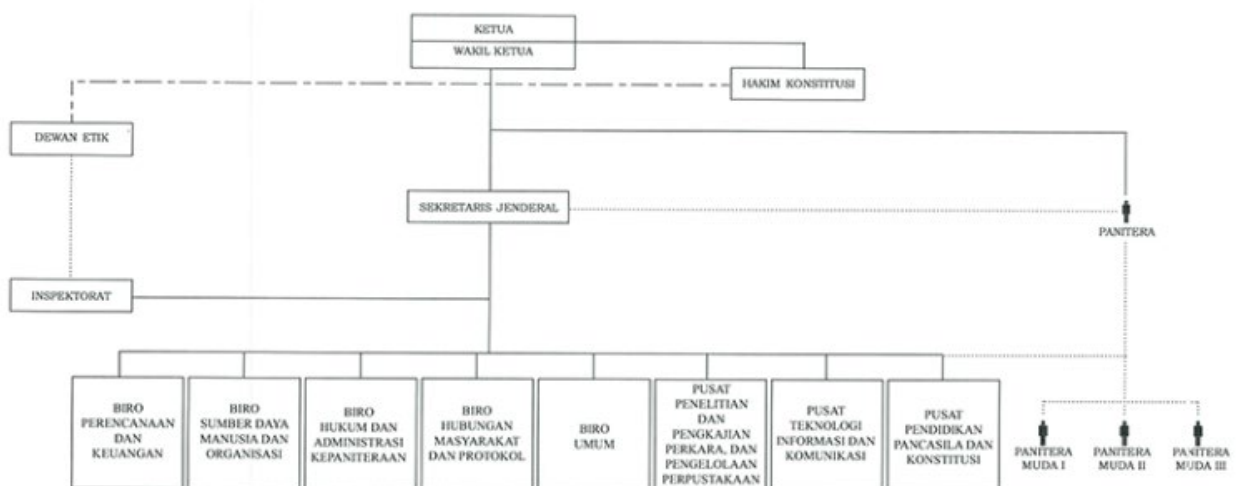 KETUA
WAKIL KETUA
HAKIM KONSTITUSI
DEWAN ETIK
SEKRETARIS JENDERAL
PANITERA
INSPEKTORAT
BIRO
PERENCANAAN
DAN
KEUANGAN
BIRO
SUMBER DAYA
MANUSIA DAN
ORGANISASI
BIRO
HUKUM DAN
ADMINISTRASI
KEPANITERAAN
BIRO
HUBUNGAN
MASYARAKAT
DAN PROTOKOL
BIRO
UMUM
PUSAT
PENELITIAN
DAN
PENGKAJIAN
PERKARA, DAN
PENGELOLAAN
PERPUSTAKAAN
PUSAT
TEKNOLOGI
INFORMASI DAN
KOMUNIKASI
PUSAT
PENDIDIKAN
PANCASILA DAN
KONSTITUSI
PANITERA
MUDA I
PANITERA
MUDA II
PANITERA
MUDA III